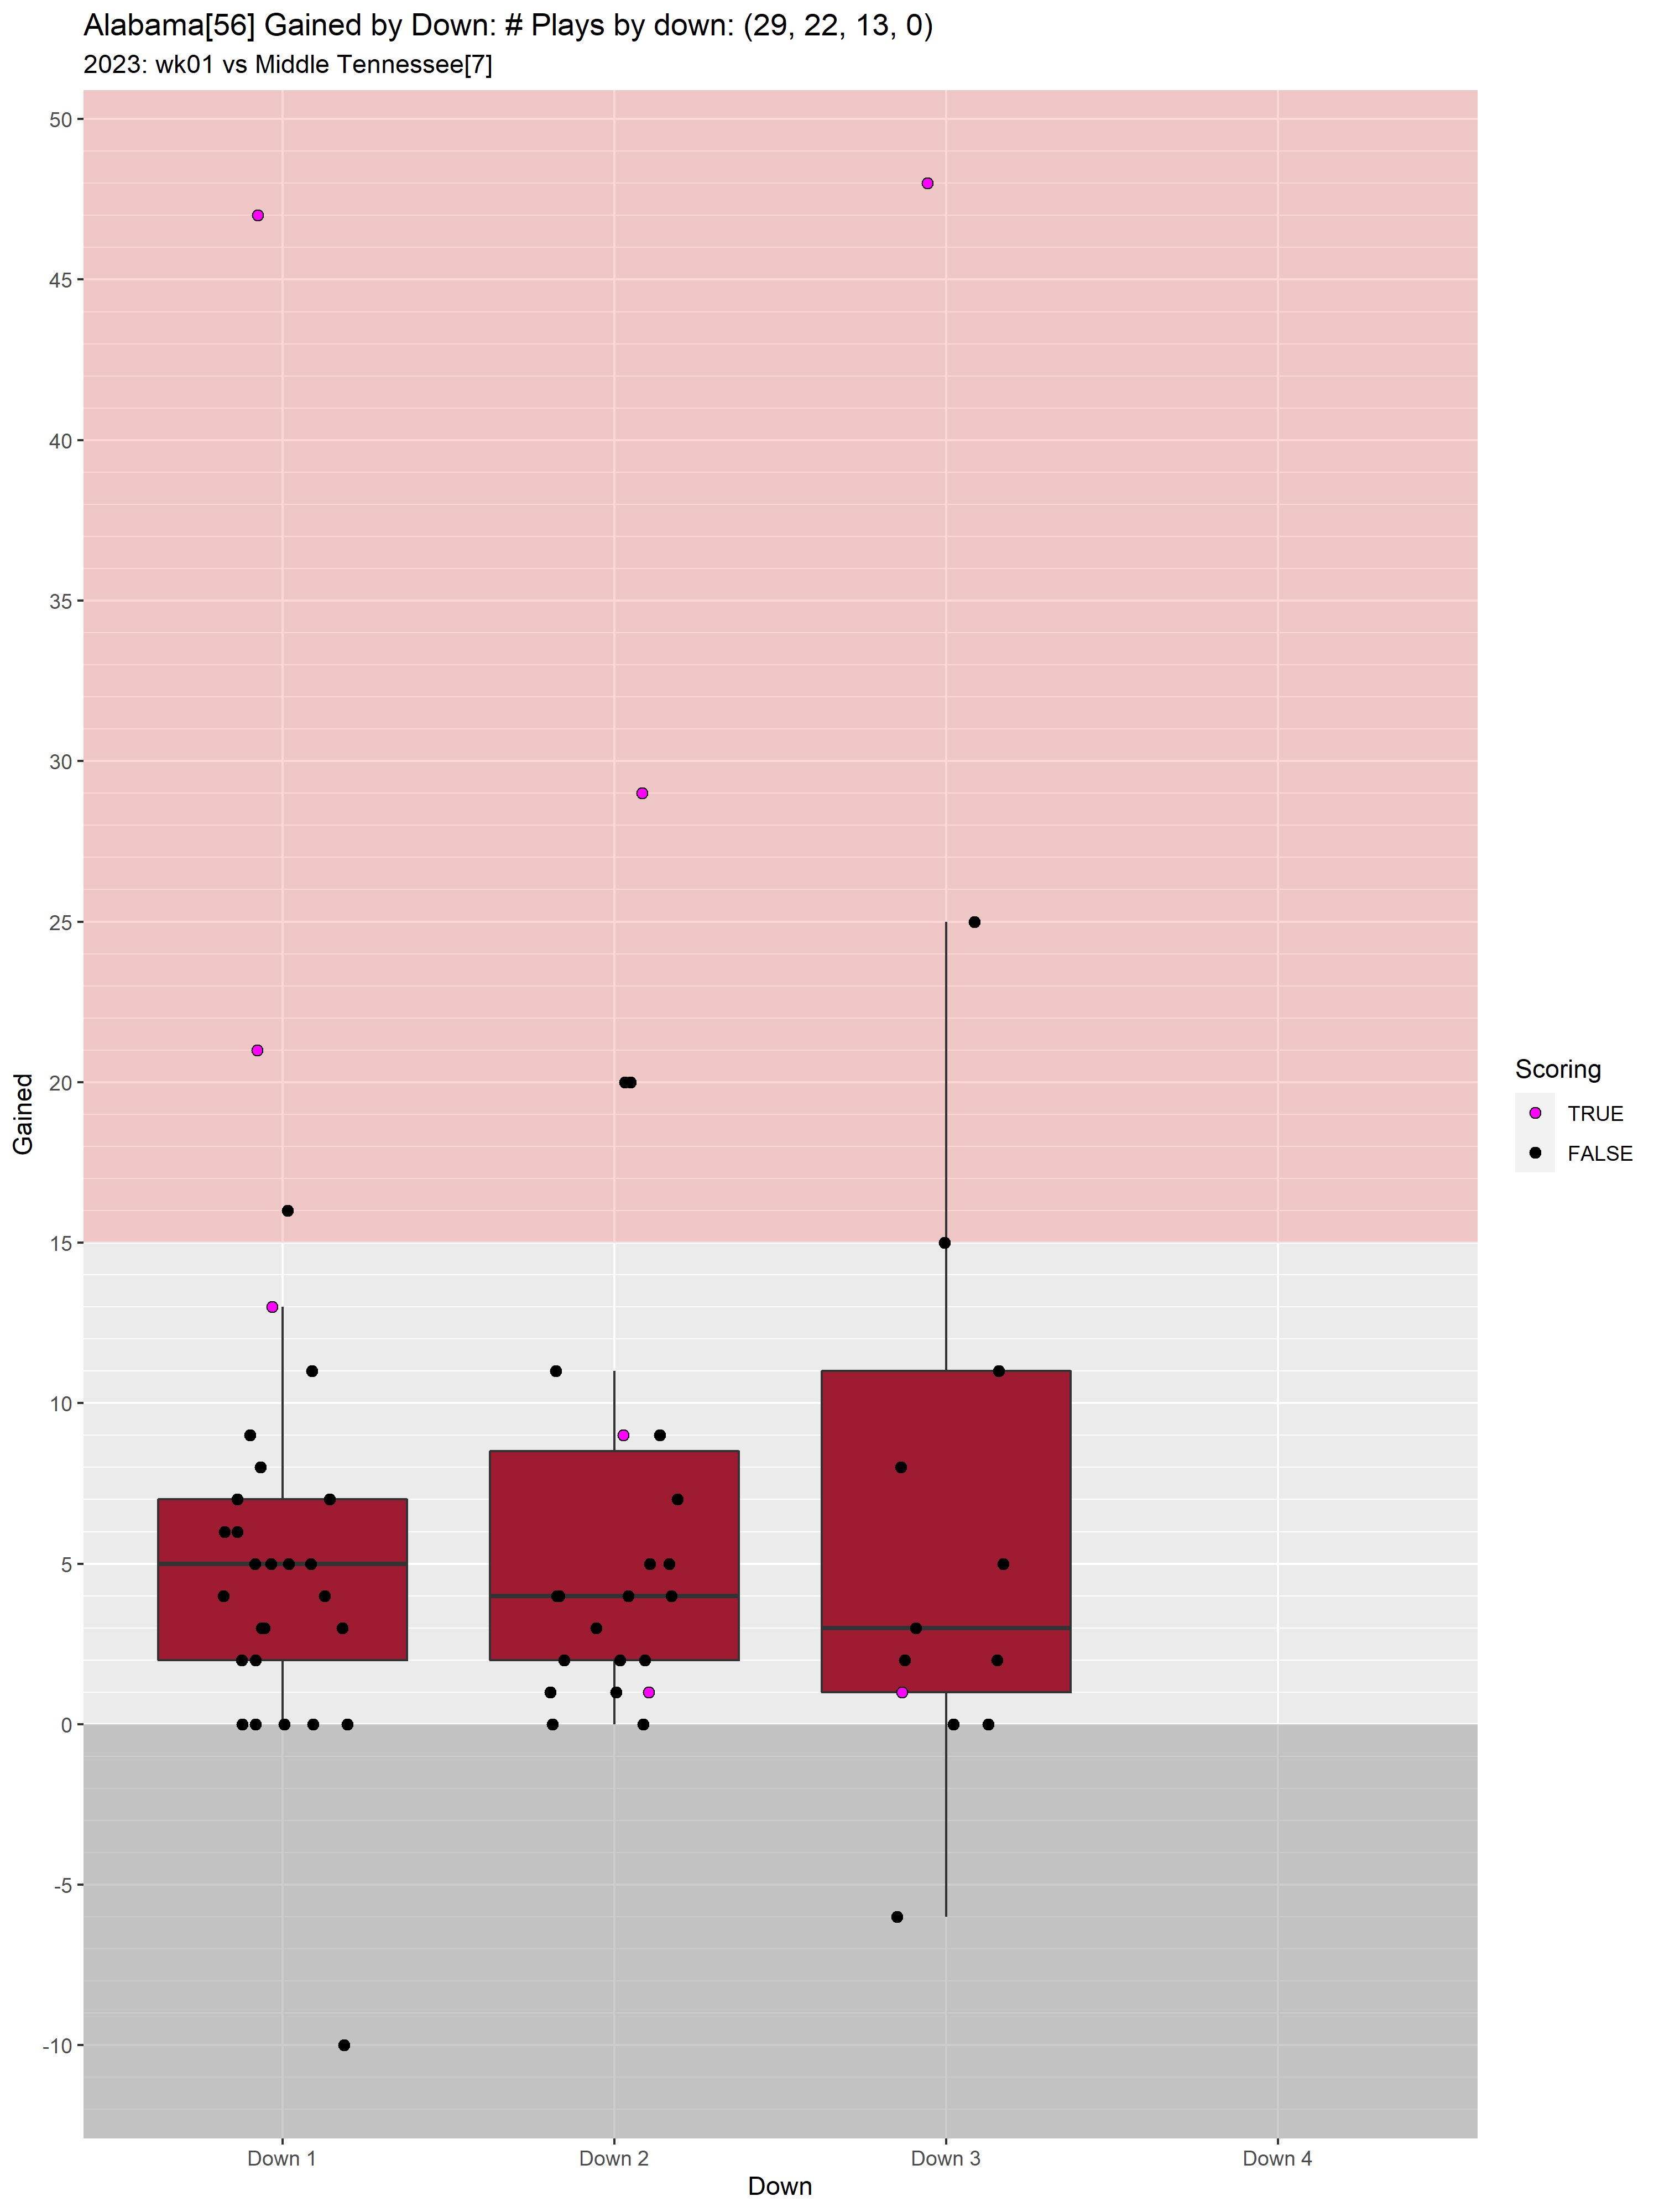 Alabama[56] Gained by Down: # Plays by down: (29, 22, 13, 0)
2023: wk01 vs Middle Tennessee[7]
50
45
40
35
30
25
20
15
10
5
0
-5
-10
Gained
Down 1
Down 2
Down 3
Down 4
Down
Scoring
TRUE
FALSE